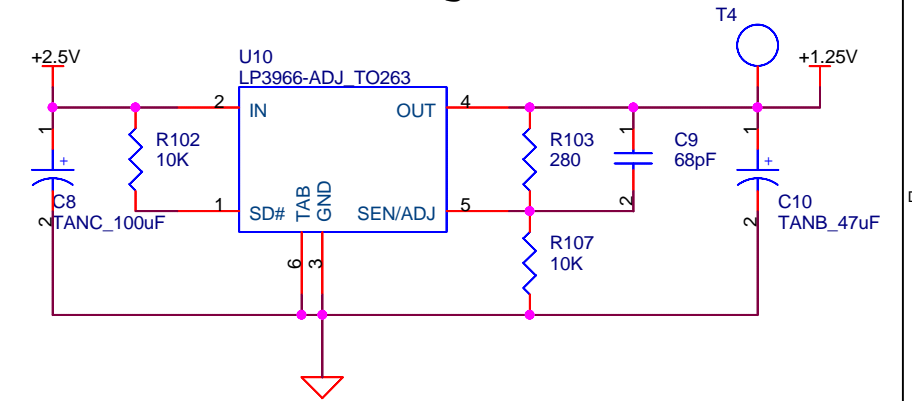 T4
+2.5V
+1.25V
U10
LP3966-ADJ_TO263
2
IN
OUT
4
1
R102
10K
R103
280
1
C9
68pF
1
+
C8
TANC_100uF
2
1
SD#
TAB
GND
SEN/ADJ
5
2
+
C10
TANB_47uF
2
R107
10K
6
3